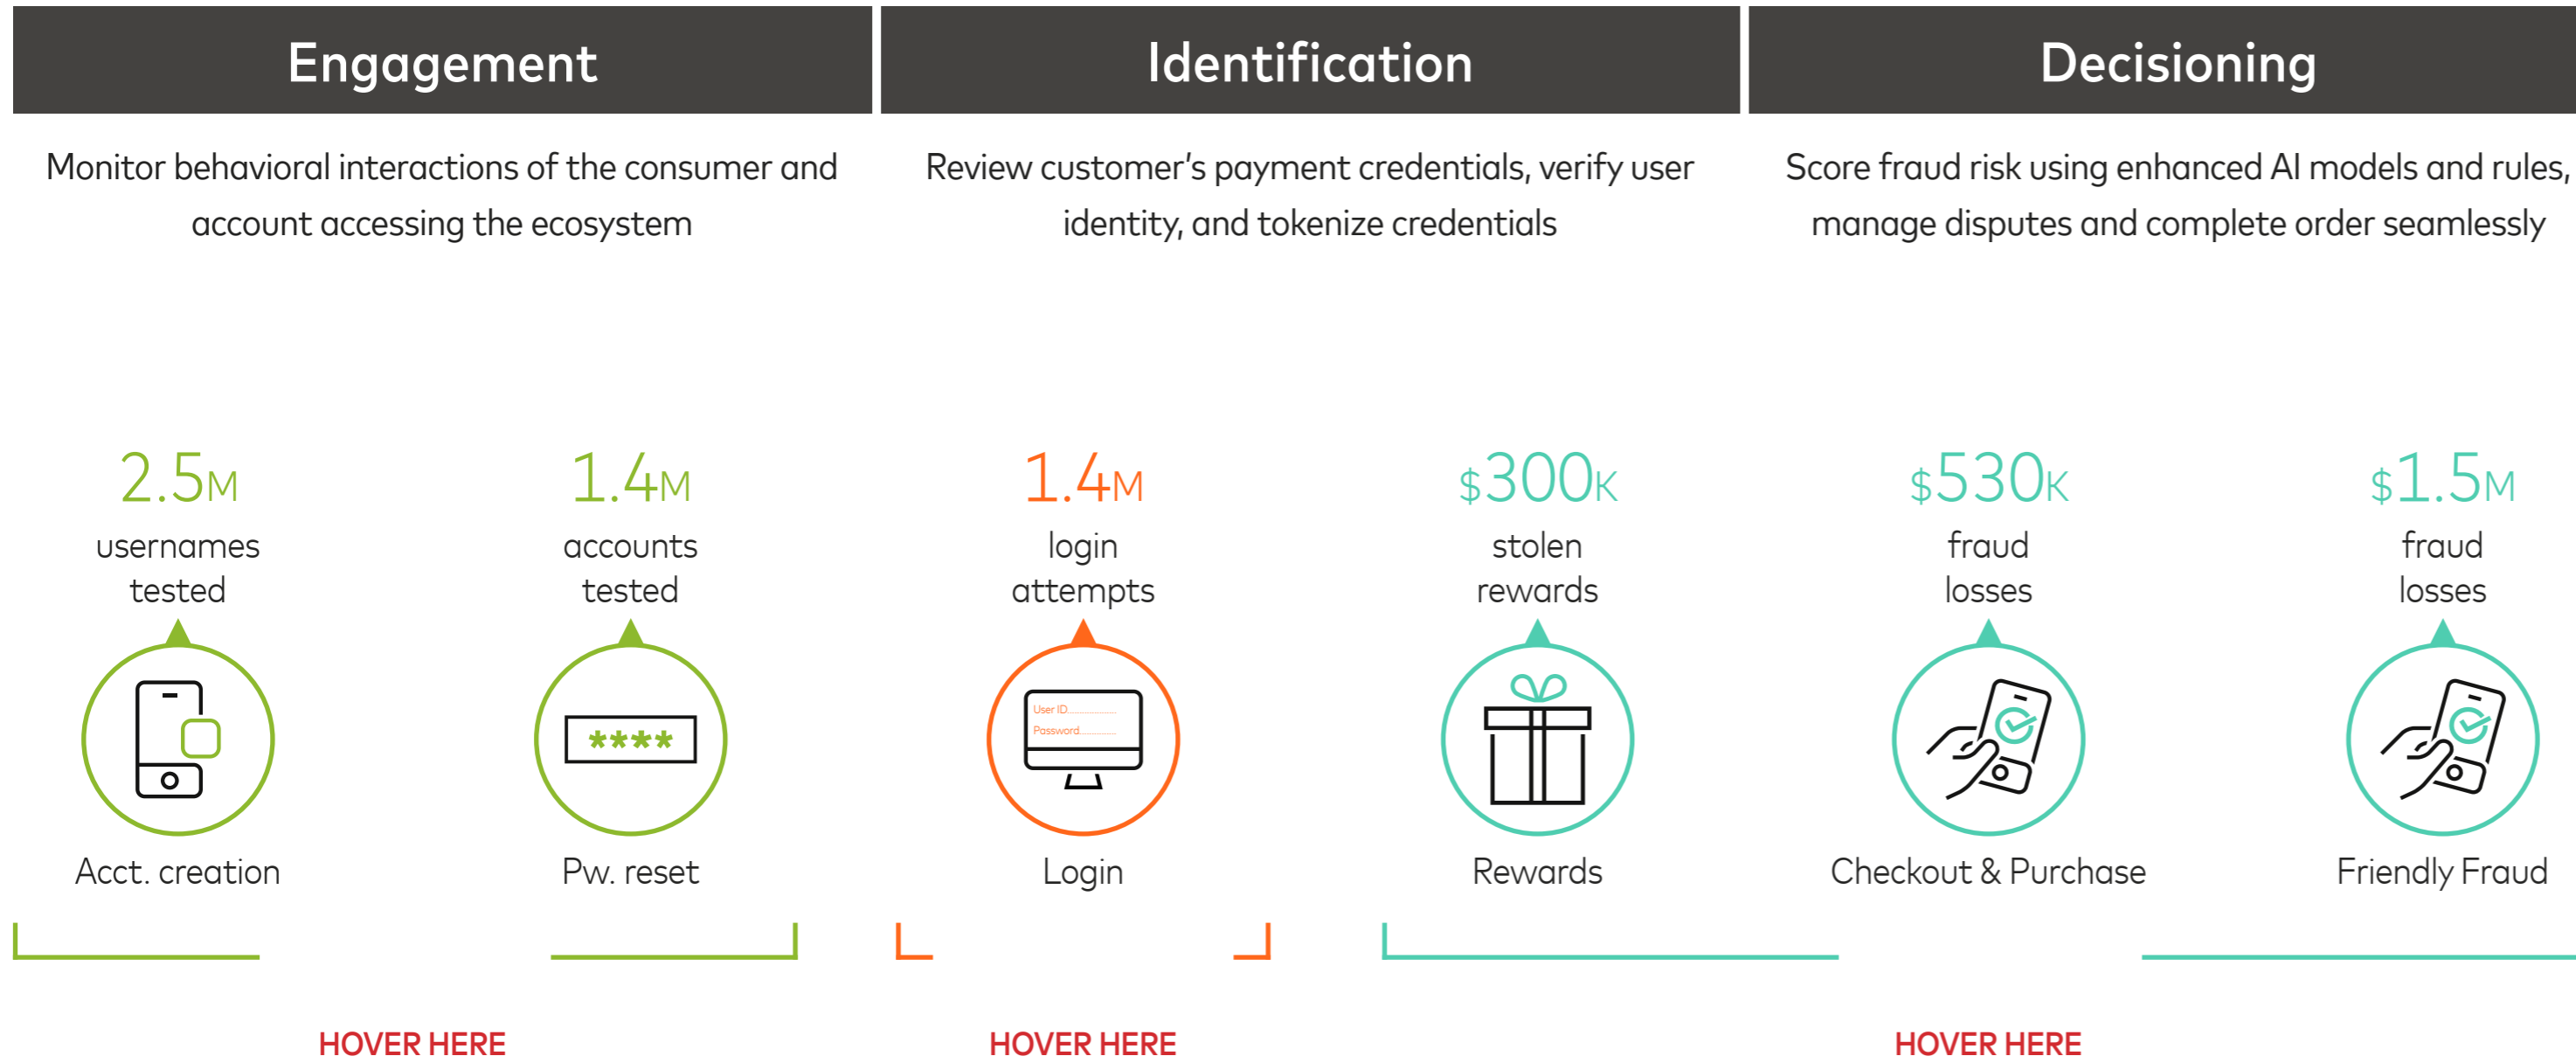 Engagement
Monitor behavioral interactions of the consumer and
account accessing the ecosystem
Identification
Review customer's payment credentials, verify user
identity, and tokenize credentials
Decisioning
Score fraud risk using enhanced AI models and rules,
manage disputes and complete order seamlessly
2.5M
usernames
tested
Acct. creation
1.4M
accounts
tested
****
Pw. reset
1.4M
login
attempts
User ID
Password
Login
$300K
stolen
rewards
Rewards
$530K
fraud
losses
Checkout & Purchase
$1.5M
fraud
losses
Friendly Fraud
HOVER HERE
HOVER HERE
HOVER HERE